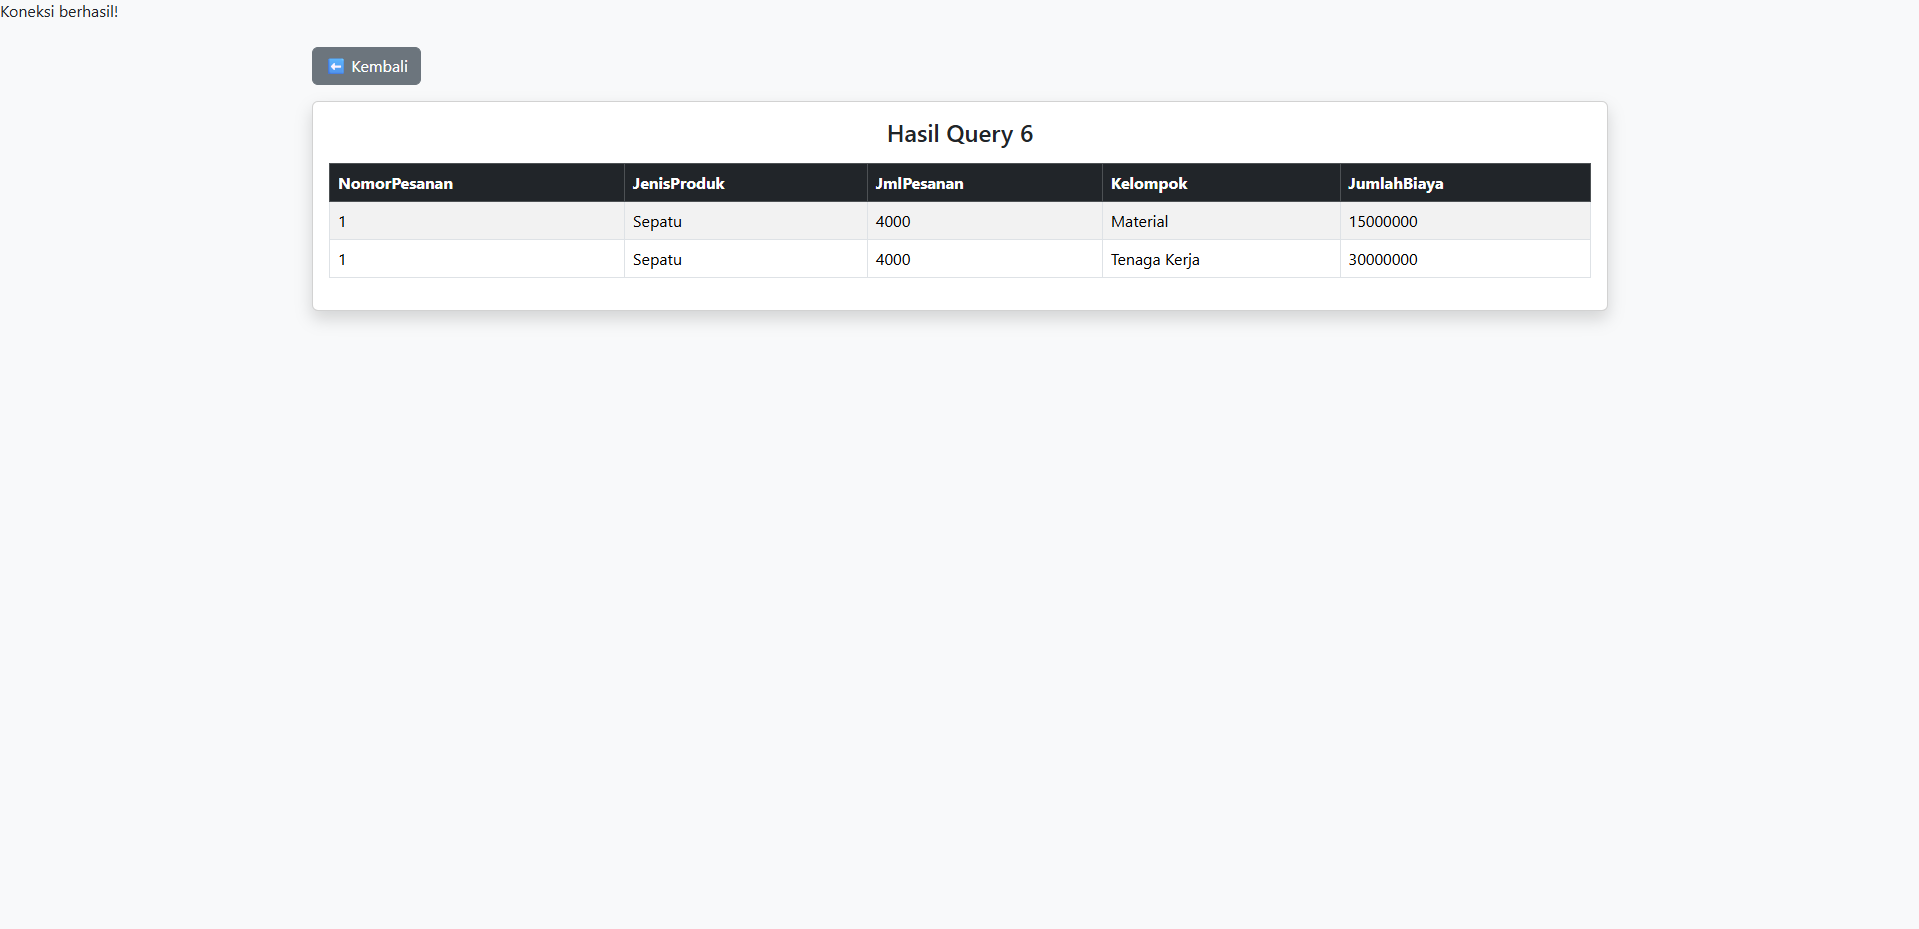 Koneksi berhasil!
⬅️ Kembali
Hasil Query 6
NomorPesanan JenisProduk JmlPesanan Kelompok JumlahBiaya
1 Sepatu 4000 Material 15000000
1 Sepatu 4000 Tenaga Kerja 30000000